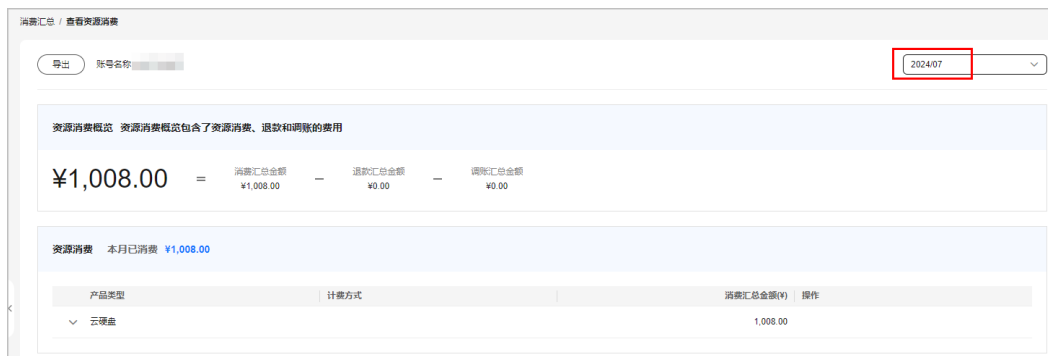 消费汇总 / 查看资源消费
导出 账号名称 2024/07
资源消费概览 资源消费概览包含了资源消费、退款和调账的费用
¥1,008.00 = 消费汇总金额 — 退款汇总金额 — 调账汇总金额
¥1,008.00 ¥0.00 ¥0.00
资源消费 本月已消费 ¥1,008.00
产品类型 计费方式 消费汇总金额(¥) 操作
云硬盘 1,008.00